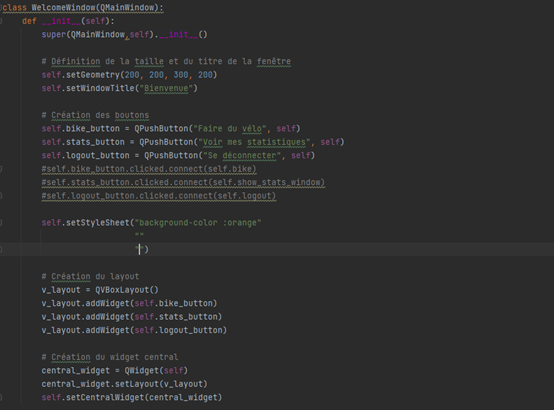 class WelcomeWindow(QMainWindow):
    def __init__(self):
        super(QMainWindow,self).__init__()
        # Définition de la taille et du titre de la fenêtre
        self.setGeometry(200, 200, 300, 200)
        self.setWindowTitle("Bienvenue")
        # Création des boutons
        self.bike_button = QPushButton("Faire du vélo", self)
        self.stats_button = QPushButton("Voir mes statistiques", self)
        self.logout_button = QPushButton("Se déconnecter", self)
        #self.bike_button.clicked.connect(self.bike)
        #self.stats_button.clicked.connect(self.show_stats_window)
        #self.logout_button.clicked.connect(self.logout)
        self.setStyleSheet("background-color :orange"
                           ""
                           "")
        # Création du layout
        v_layout = QVBoxLayout()
        v_layout.addWidget(self.bike_button)
        v_layout.addWidget(self.stats_button)
        v_layout.addWidget(self.logout_button)
        # Création du widget central
        central_widget = QWidget(self)
        central_widget.setLayout(v_layout)
        self.setCentralWidget(central_widget)